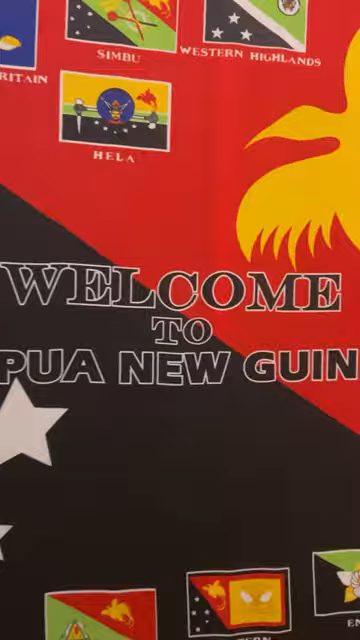 SIMBU
WESTERN HIGHLANDS
RITAIN
HELA
WELCOME
TO
PUA NEW GUIN